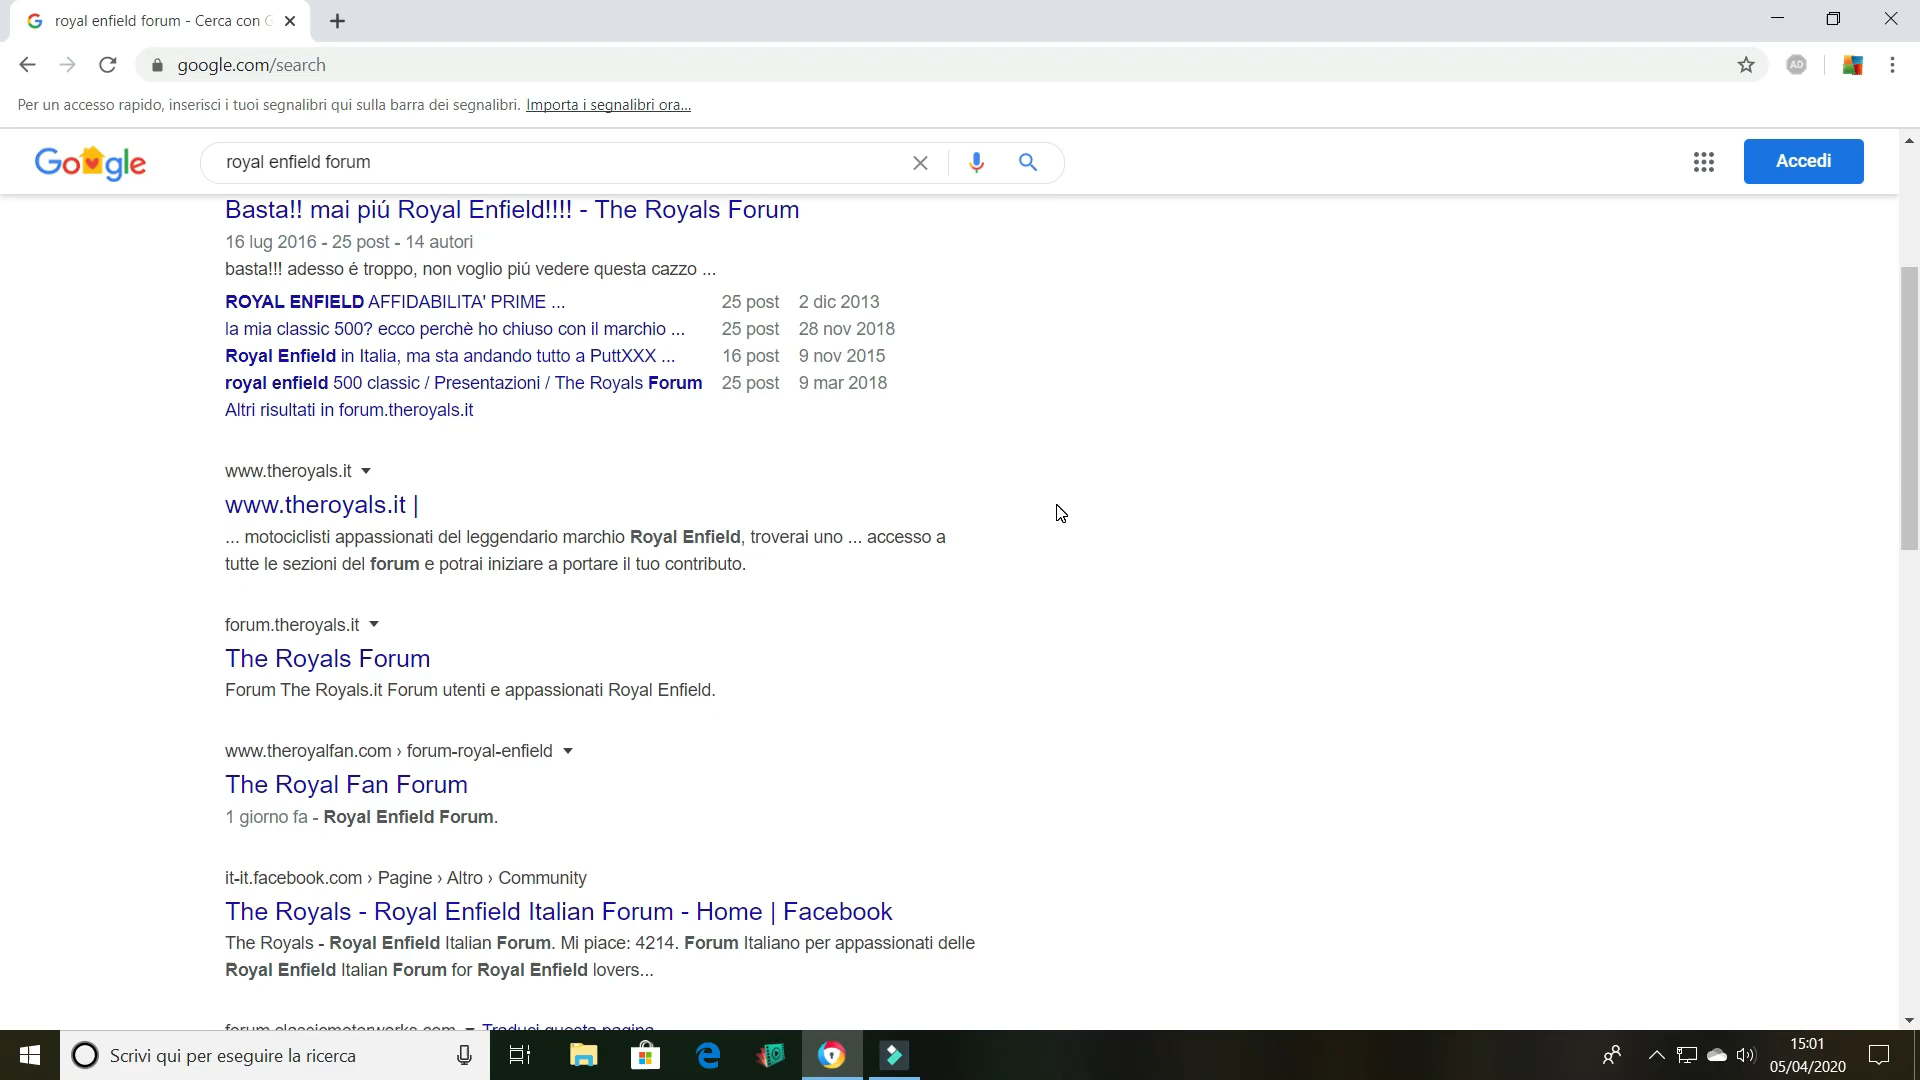 royal enfield forum - Cerca con G
google.com/search
AD
Per un accesso rapido, inserisci i tuoi segnalibri qui sulla barra dei segnalibri. Importa i segnalibri ora...
Google
royal enfield forum
Accedi
Basta!! mai piú Royal Enfield!!!! - The Royals Forum
16 lug 2016 - 25 post - 14 autori
basta!!! adesso é troppo, non voglio piú vedere questa cazzo ...
ROYAL ENFIELD AFFIDABILITA' PRIME ... 25 post 2 dic 2013
la mia classic 500? ecco perchè ho chiuso con il marchio ... 25 post 28 nov 2018
Royal Enfield in Italia, ma sta andando tutto a PuttXXX ... 16 post 9 nov 2015
royal enfield 500 classic / Presentazioni / The Royals Forum 25 post 9 mar 2018
Altri risultati in forum.theroyals.it
www.theroyals.it
www.theroyals.it |
... motociclisti appassionati del leggendario marchio Royal Enfield, troverai uno ... accesso a
tutte le sezioni del forum e potrai iniziare a portare il tuo contributo.
forum.theroyals.it
The Royals Forum
Forum The Royals.it Forum utenti e appassionati Royal Enfield.
www.theroyalfan.com › forum-royal-enfield
The Royal Fan Forum
1 giorno fa - Royal Enfield Forum.
it-it.facebook.com › Pagine › Altro › Community
The Royals - Royal Enfield Italian Forum - Home | Facebook
The Royals - Royal Enfield Italian Forum. Mi piace: 4214. Forum Italiano per appassionati delle
Royal Enfield Italian Forum for Royal Enfield lovers...
forum.classicmotorworks.com Traduci questa pagina
Scrivi qui per eseguire la ricerca
15:01
05/04/2020